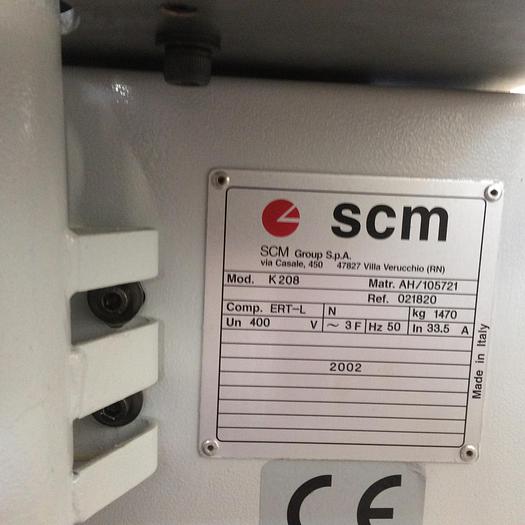 scm
SCM Group S.p.A.
via Casale, 450 47827 Villa Verucchio (RN)
Mod. K208 Matr. AH/105721
Ref. 021820
Comp. ERT-L N kg 1470
Un 400 V ~ 3F Hz 50 In 33.5 A
2002
Made in Italy
CE